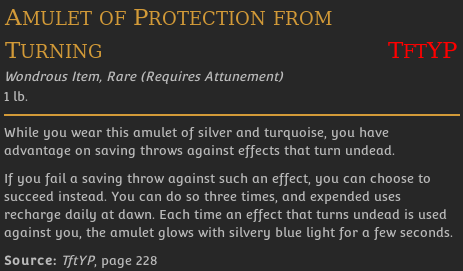 Amulet of Protection from
Turning TftYP
Wondrous Item, Rare (Requires Attunement)
1 lb.
While you wear this amulet of silver and turquoise, you have
advantage on saving throws against effects that turn undead.
If you fail a saving throw against such an effect, you can choose to
succeed instead. You can do so three times, and expended uses
recharge daily at dawn. Each time an effect that turns undead is used
against you, the amulet glows with silvery blue light for a few seconds.
Source: TftYP, page 228